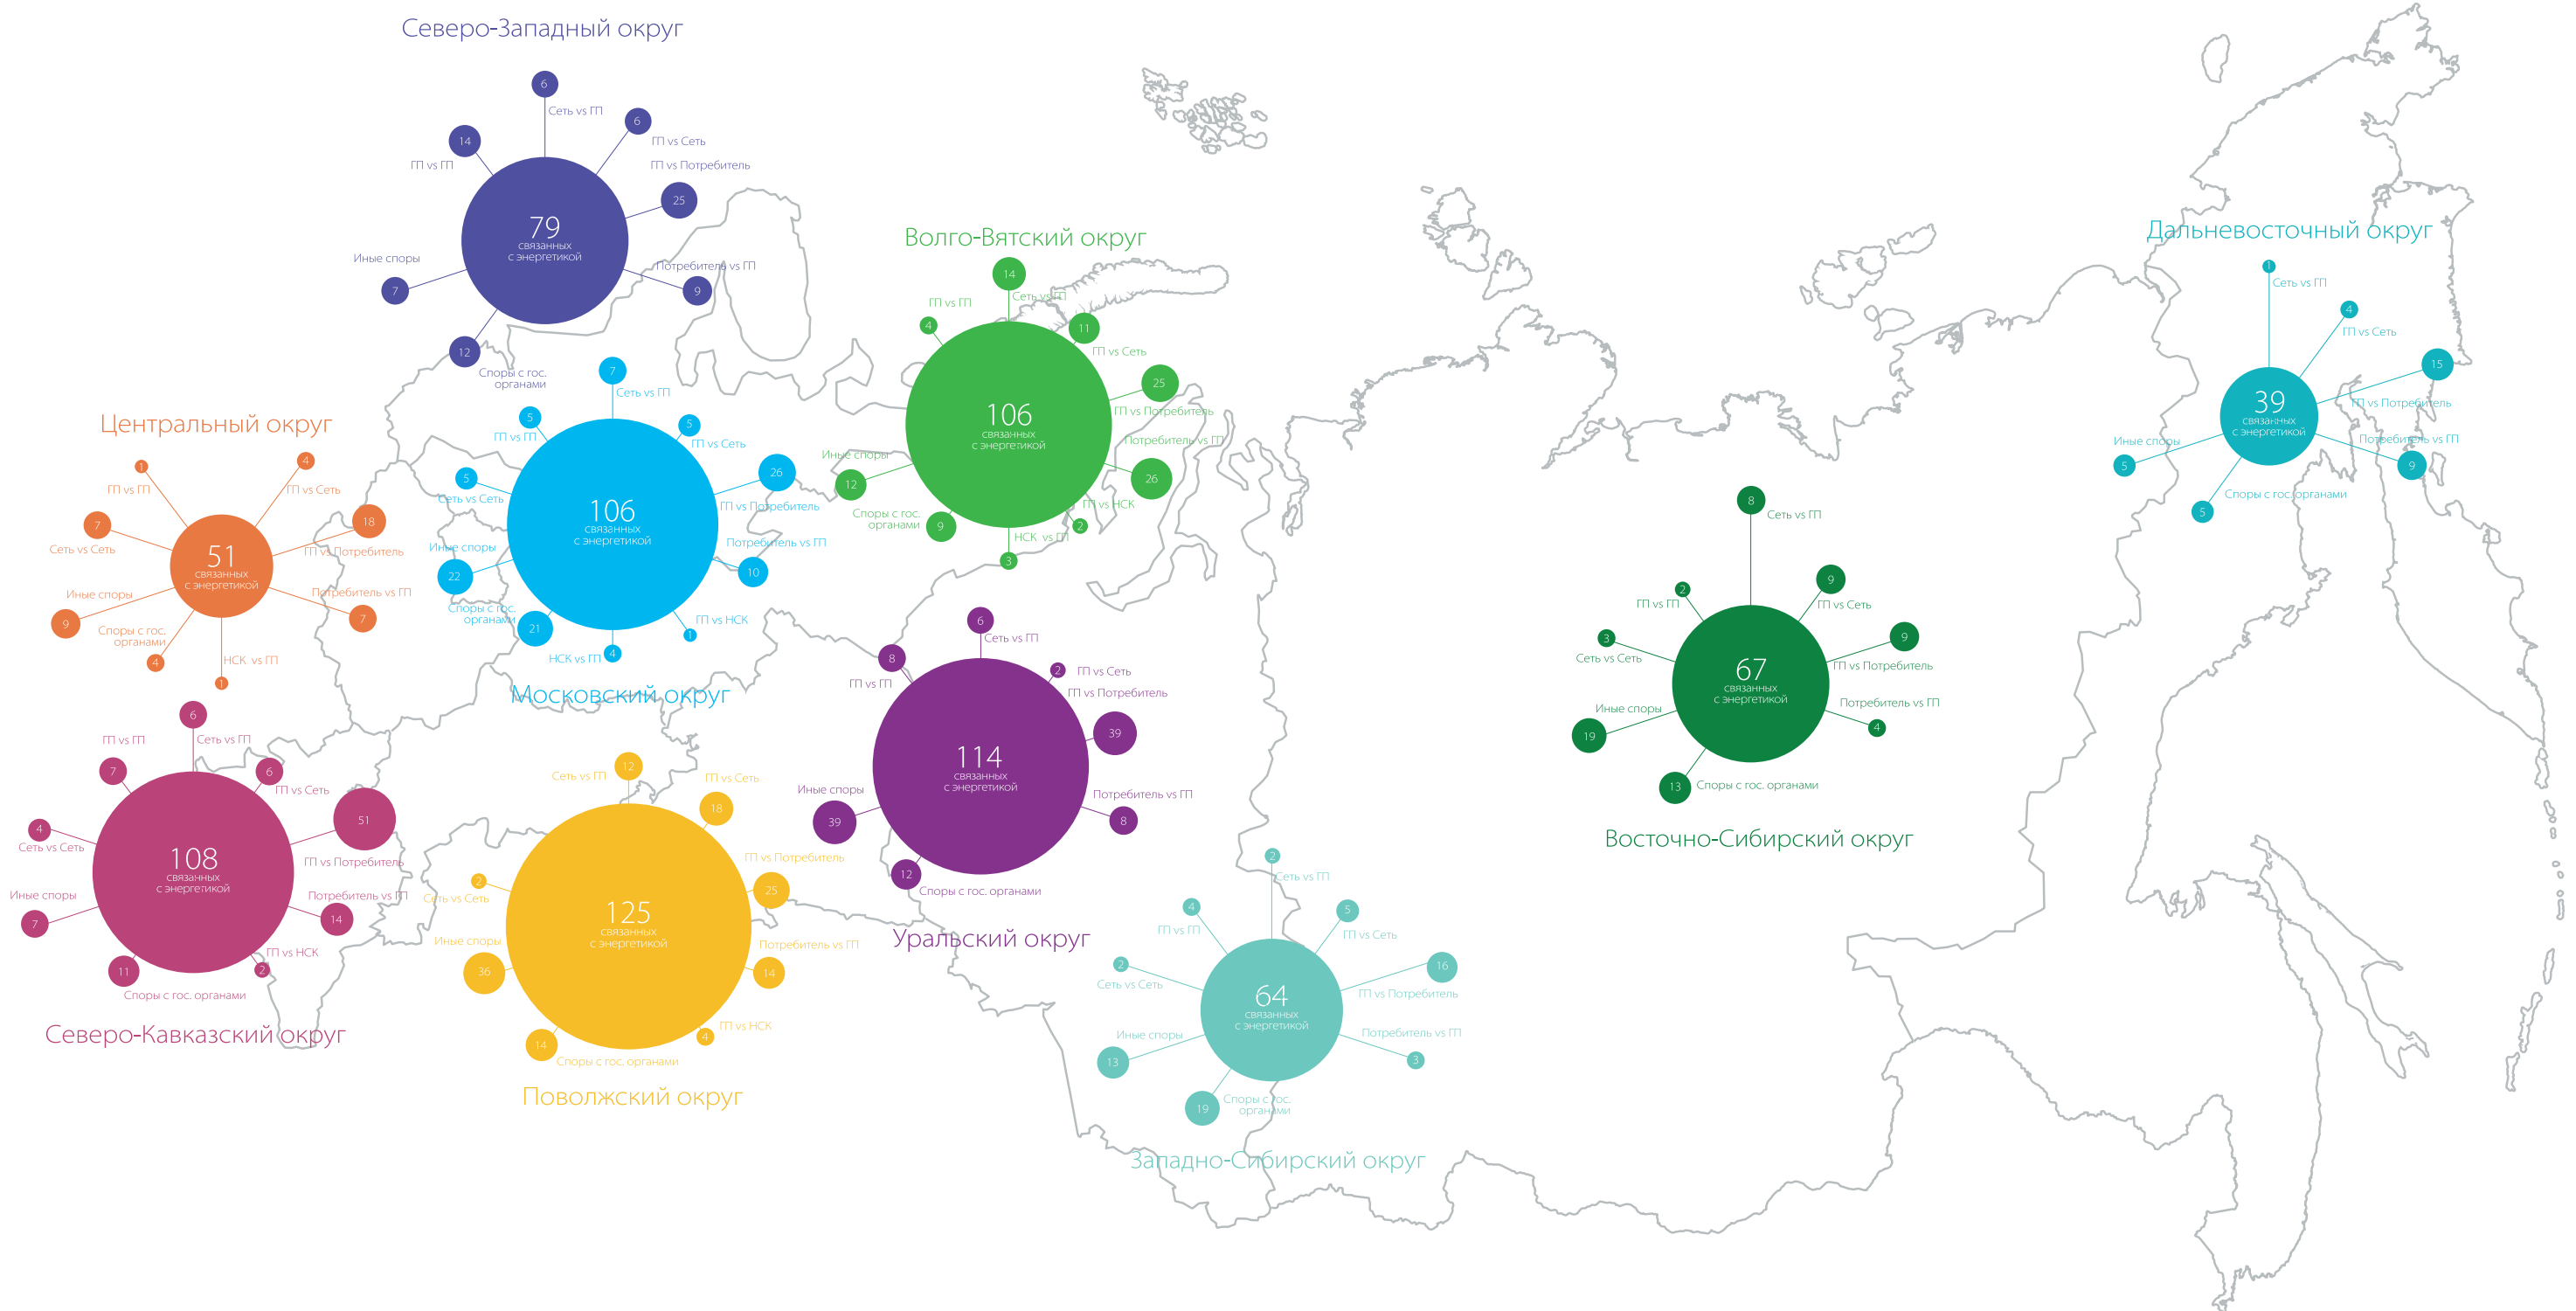 Северо-Западный округ
6
Сеть vs ГП
6
ГП vs Сеть
14
ГП vs ГП
ГП vs Потребитель
25
79
связанных
с энергетикой
Иные споры
7
Потребитель vs ГП
9
12
Споры с гос.
органами
Волго-Вятский округ
14
Сеть vs ГП
ГП vs ГП
4
11
ГП vs Сеть
25
ГП vs Потребитель
106
связанных
с энергетикой
Потребитель vs ГП
26
Иные споры
12
ГП vs НСК
2
Споры с гос.
органами
9
НСК vs ГП
3
Дальневосточный округ
1
Сеть vs ГП
4
ГП vs Сеть
15
ГП vs Потребитель
39
связанных
с энергетикой
Потребитель vs ГП
9
Иные споры
5
Споры с гос. органами
5
Центральный округ
1
ГП vs ГП
4
ГП vs Сеть
7
Сеть vs Сеть
18
ГП vs Потребитель
51
связанных
с энергетикой
Иные споры
9
Потребитель vs ГП
7
Споры с гос.
органами
4
НСК vs ГП
1
7
Сеть vs ГП
5
ГП vs ГП
5
ГП vs Сеть
5
Сеть vs Сеть
26
ГП vs Потребитель
106
связанных
с энергетикой
Иные споры
22
Потребитель vs ГП
10
Споры с гос.
органами
21
ГП vs НСК
1
НСК vs ГП
4
Московский округ
8
Сеть vs ГП
2
ГП vs ГП
9
ГП vs Сеть
3
Сеть vs Сеть
9
ГП vs Потребитель
67
связанных
с энергетикой
Иные споры
19
Потребитель vs ГП
4
13
Споры с гос. органами
Восточно-Сибирский округ
6
Сеть vs ГП
8
ГП vs ГП
2
ГП vs Сеть
ГП vs Потребитель
39
114
связанных
с энергетикой
Иные споры
39
Потребитель vs ГП
8
12
Споры с гос. органами
Уральский округ
6
Сеть vs ГП
ГП vs ГП
7
6
ГП vs Сеть
4
Сеть vs Сеть
51
ГП vs Потребитель
108
связанных
с энергетикой
Иные споры
7
Потребитель vs ГП
14
ГП vs НСК
2
11
Споры с гос. органами
Северо-Кавказский округ
12
Сеть vs ГП
ГП vs Сеть
18
2
Сеть vs Сеть
ГП vs Потребитель
25
125
связанных
с энергетикой
Иные споры
36
Потребитель vs ГП
14
ГП vs НСК
4
14
Споры с гос. органами
Поволжский округ
2
Сеть vs ГП
4
ГП vs ГП
5
ГП vs Сеть
2
Сеть vs Сеть
16
ГП vs Потребитель
64
связанных
с энергетикой
Иные споры
13
Потребитель vs ГП
3
19
Споры с гос.
органами
Западно-Сибирский округ